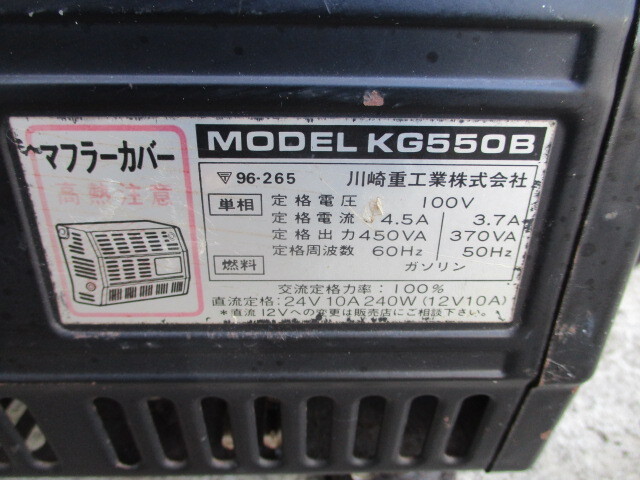 マフラーカバー
高熱注意
MODEL KG550B
〒 96-265 川崎重工業株式会社
単相 定格電圧 100V
定格電流 4.5A 3.7A
定格出力 450VA 370VA
定格周波数 60Hz 50Hz
燃料 ガソリン
交流定格力率:100%
直流定格:24V 10A 240W (12V10A)
*直流12Vへの変更は販売店にご相談下さい。